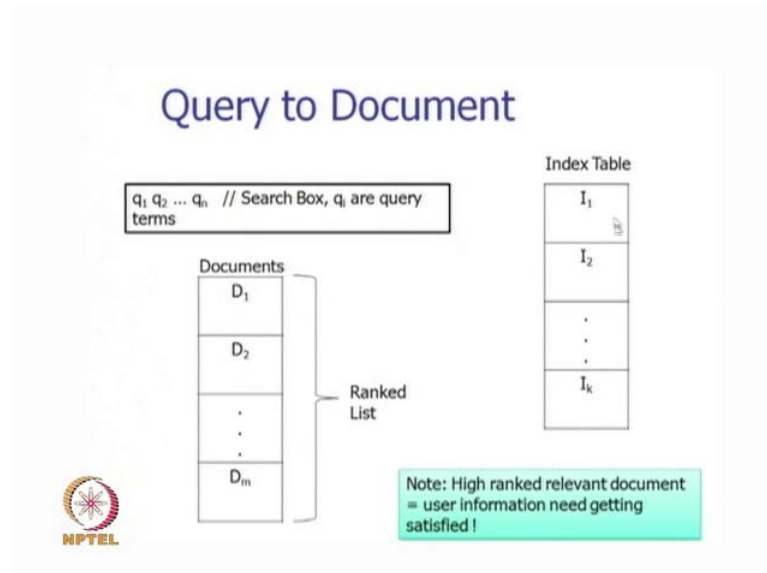 Query to Document
Index Table
q₁ q₂ ... qₙ // Search Box, qᵢ are query
terms
I₁
I₂
.
.
.
Iₖ
Documents
D₁
D₂
.
.
.
Dₘ
Ranked
List
Note: High ranked relevant document
= user information need getting
satisfied !
NPTEL